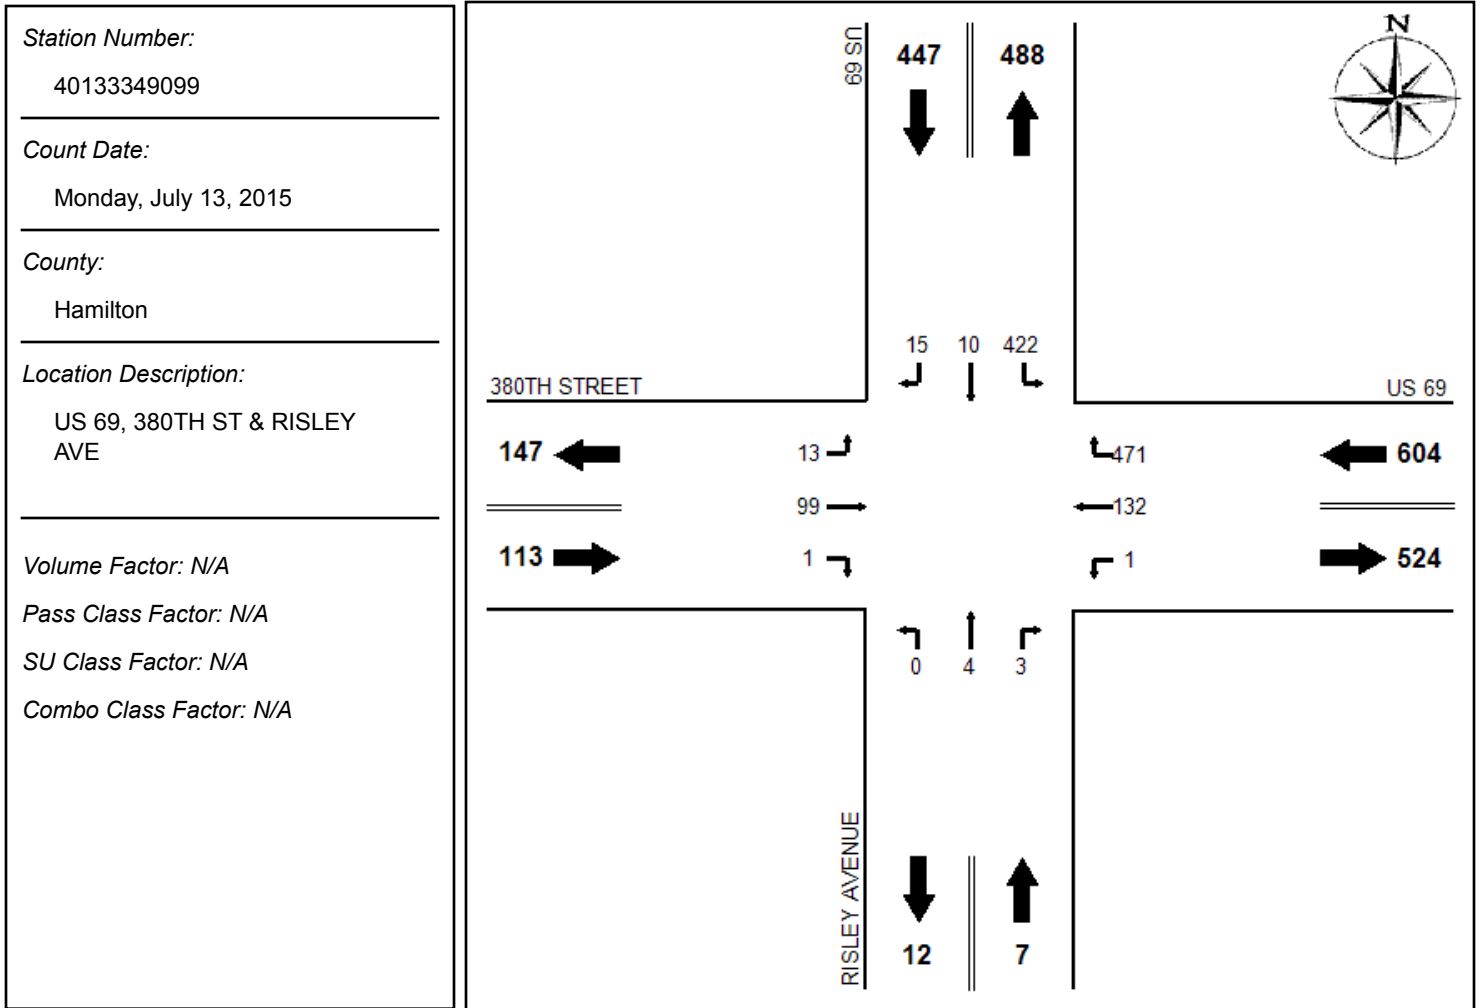 Station Number:
40133349099
Count Date:
Monday, July 13, 2015
County:
Hamilton
Location Description:
US 69, 380TH ST & RISLEY
AVE
Volume Factor: N/A
Pass Class Factor: N/A
SU Class Factor: N/A
Combo Class Factor: N/A
N
US 69
447
488
15 10 422
380TH STREET
US 69
147
13
471
604
99
132
113
1
1
524
0 4 3
RISLEY AVENUE
12
7